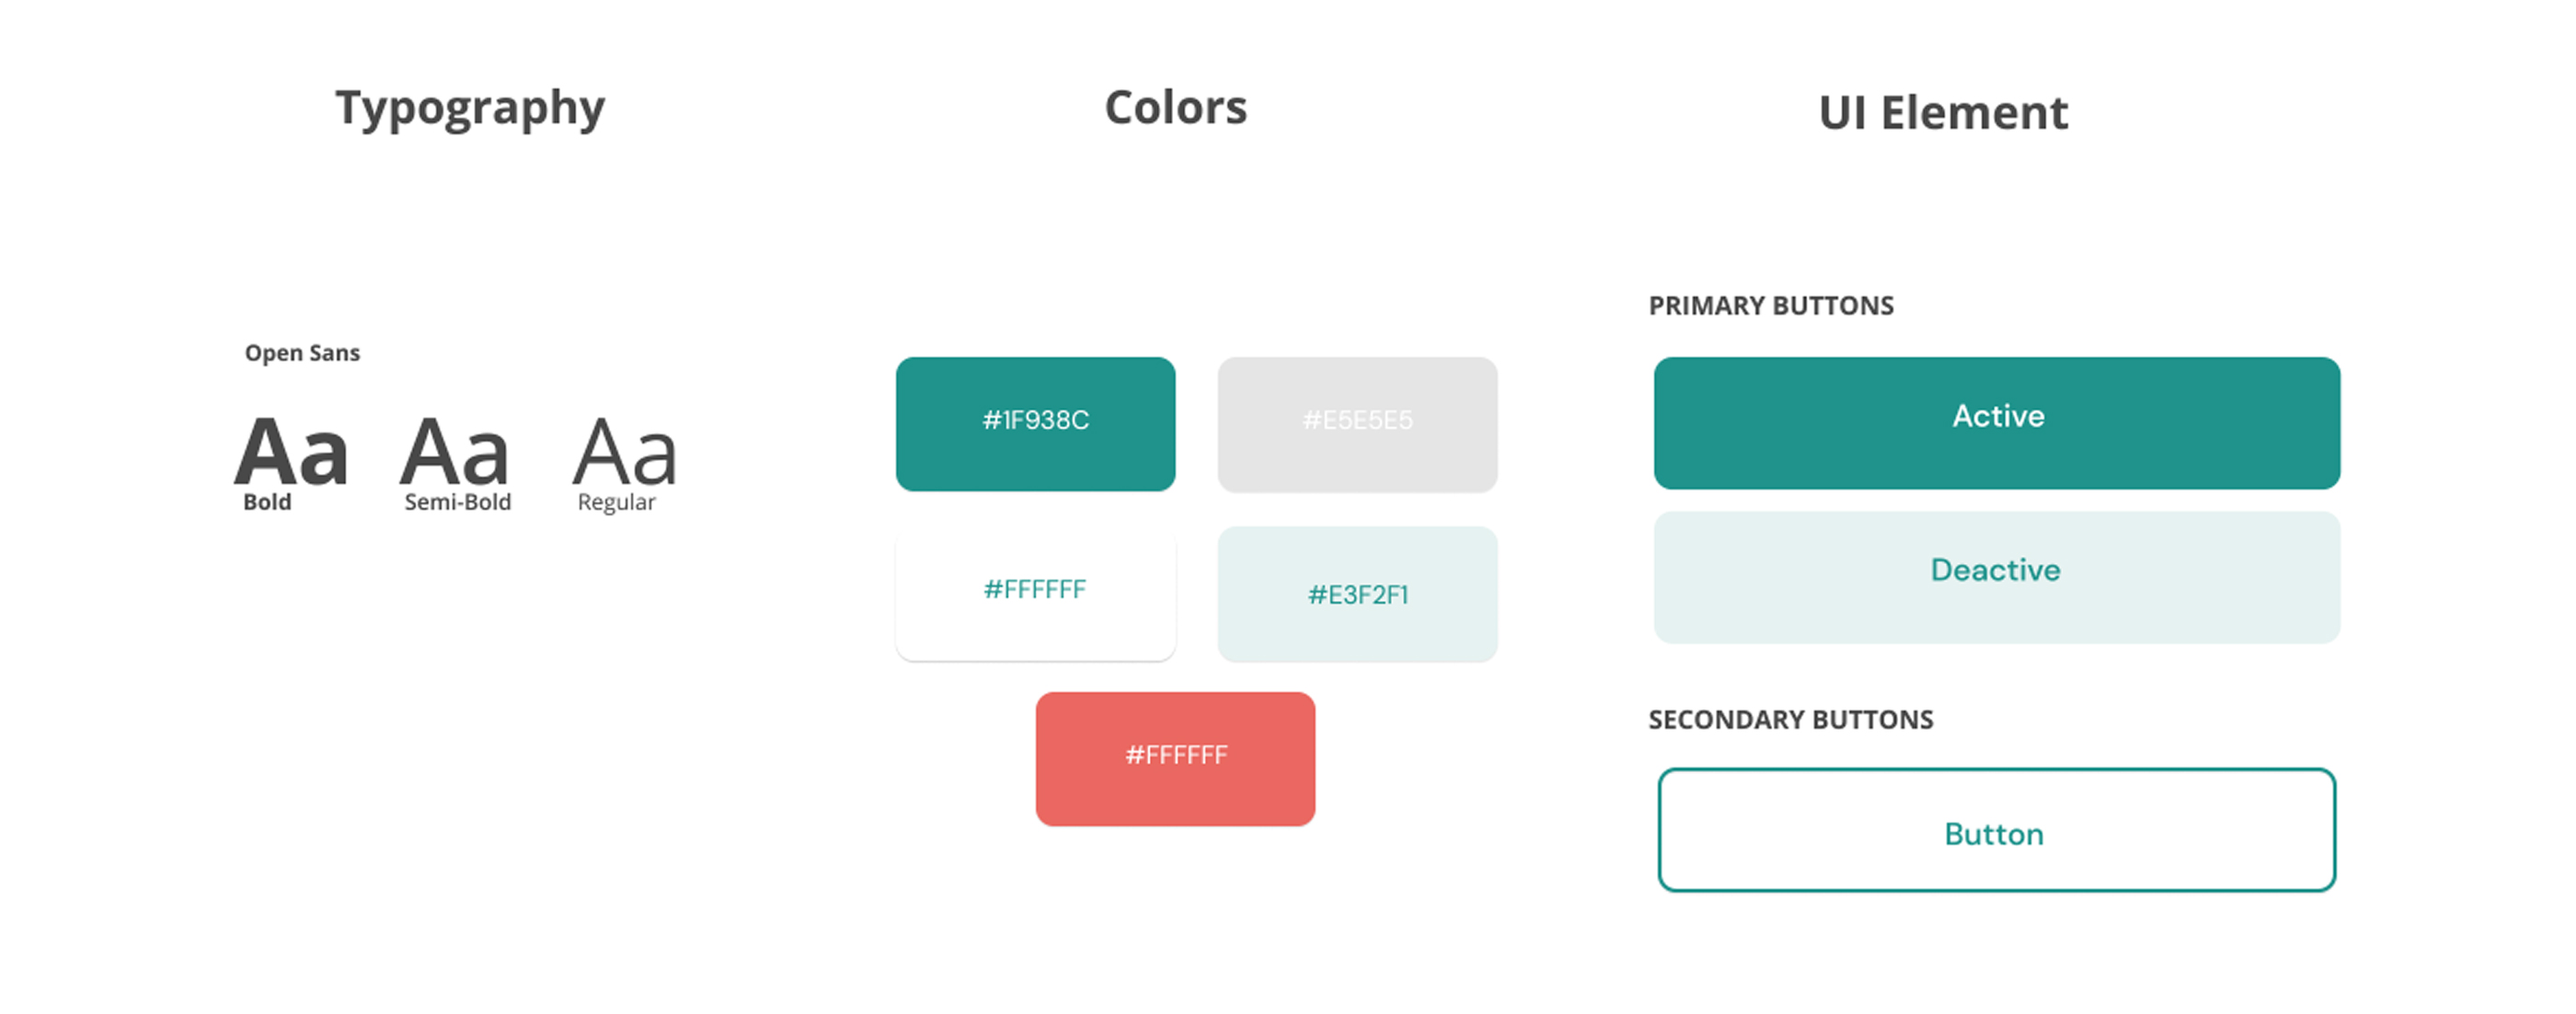 Typography
Open Sans
Aa Aa Aa
Bold Semi-Bold Regular
Colors
#1F938C #E5E5E5
#FFFFFF #E3F2F1
#FFFFFF
UI Element
PRIMARY BUTTONS
Active
Deactive
SECONDARY BUTTONS
Button